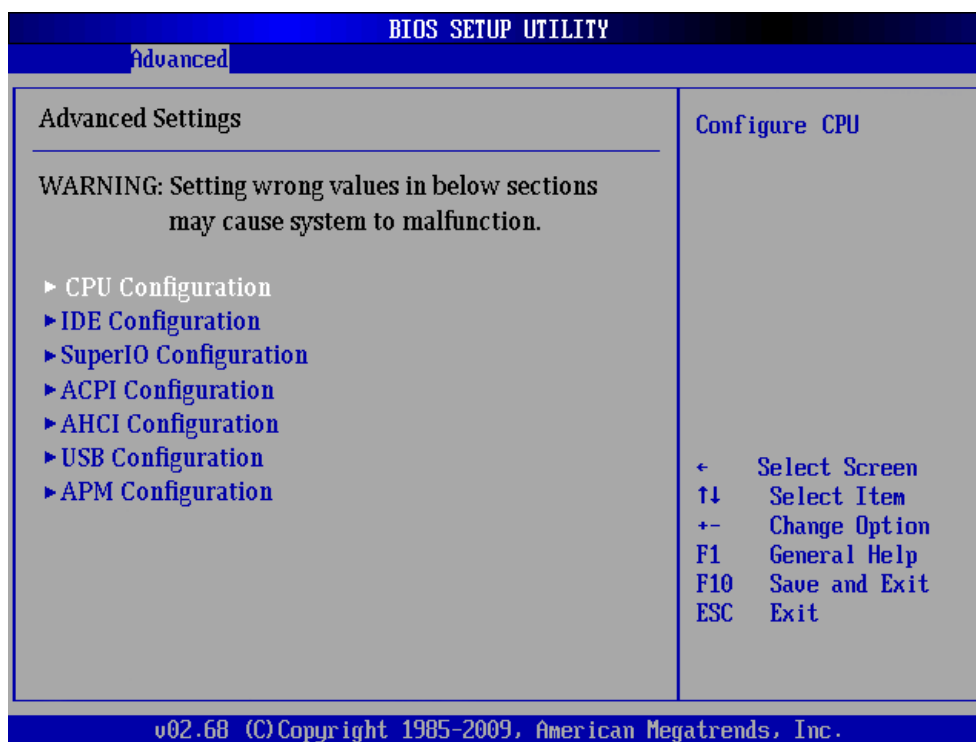 BIOS SETUP UTILITY
Advanced
Advanced Settings
WARNING: Setting wrong values in below sections
may cause system to malfunction.
► CPU Configuration
► IDE Configuration
► SuperIO Configuration
► ACPI Configuration
► AHCI Configuration
► USB Configuration
► APM Configuration
Configure CPU
← Select Screen
↑↓ Select Item
+- Change Option
F1 General Help
F10 Save and Exit
ESC Exit
v02.68 (C)Copyright 1985-2009, American Megatrends, Inc.